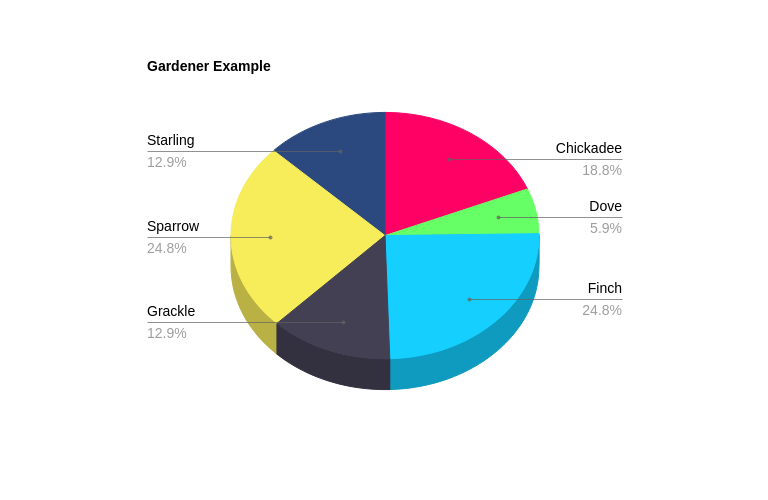 Gardener Example
Starling
12.9%
Sparrow
24.8%
Grackle
12.9%
Chickadee
18.8%
Dove
5.9%
Finch
24.8%